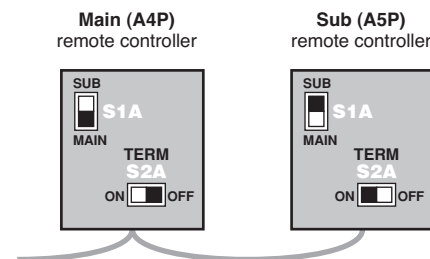 Main (A4P)
remote controller
SUB
S1A
MAIN
TERM
S2A
ON OFF
Sub (A5P)
remote controller
SUB
S1A
MAIN
TERM
S2A
ON OFF